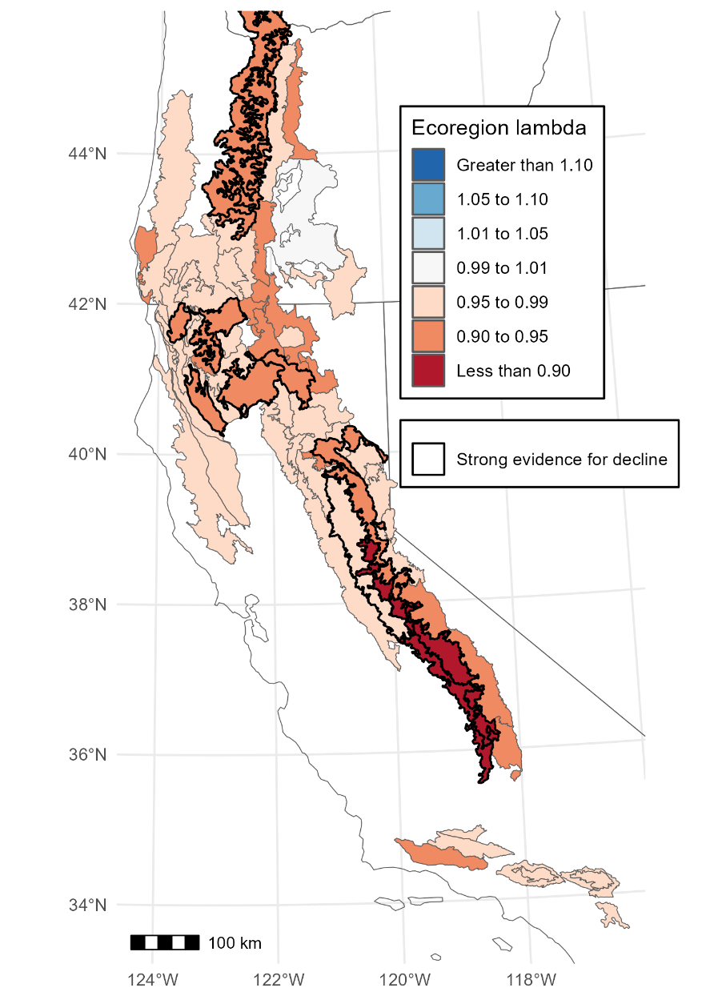 Ecoregion lambda
Greater than 1.10
1.05 to 1.10
1.01 to 1.05
0.99 to 1.01
0.95 to 0.99
0.90 to 0.95
Less than 0.90
Strong evidence for decline
44°N
42°N
40°N
38°N
36°N
34°N
100 km
124°W
122°W
120°W
118°W